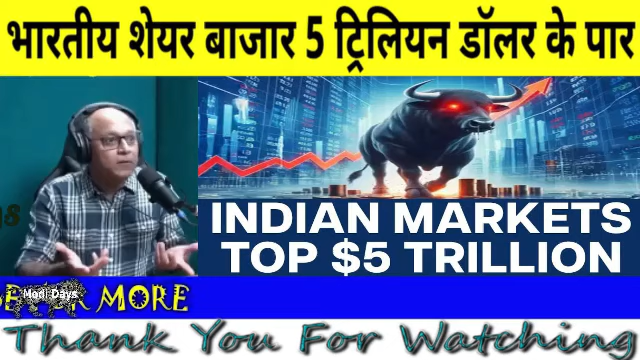 भारतीय शेयर बाजार 5 ट्रिलियन डॉलर के पार
INDIAN MARKETS
TOP $5 TRILLION
Modi Days
MORE
Thank You For Watching